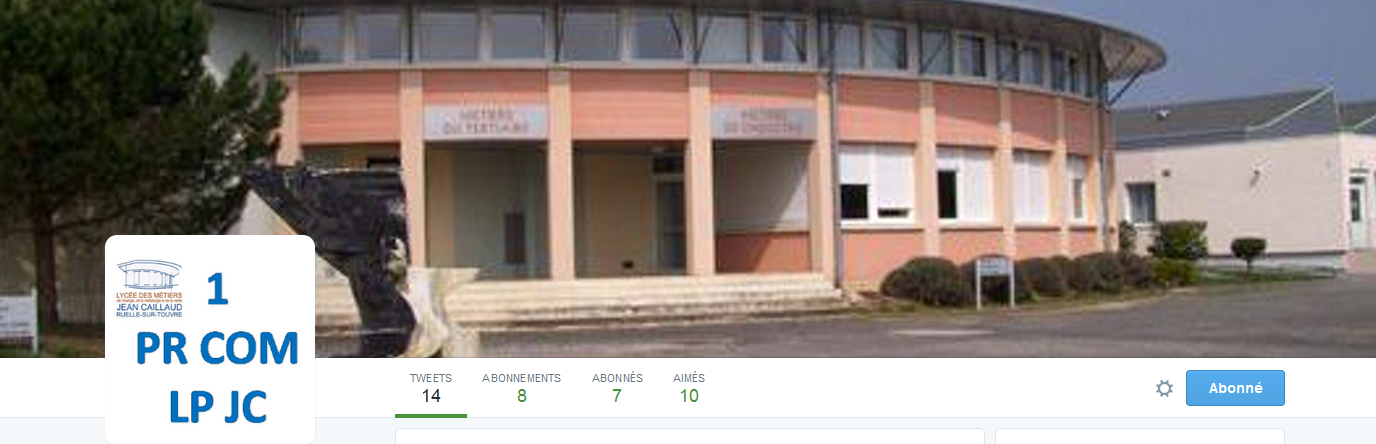 MÉTIERS
DU TERTIAIRE
LYCÉE DES MÉTIERS
JEAN CAILLAUD
RUELLE-SUR-TOUVRE
1
PR COM
LP JC
TWEETS
14
ABONNEMENTS
8
ABONNÉS
7
AIMÉS
10
Abonné